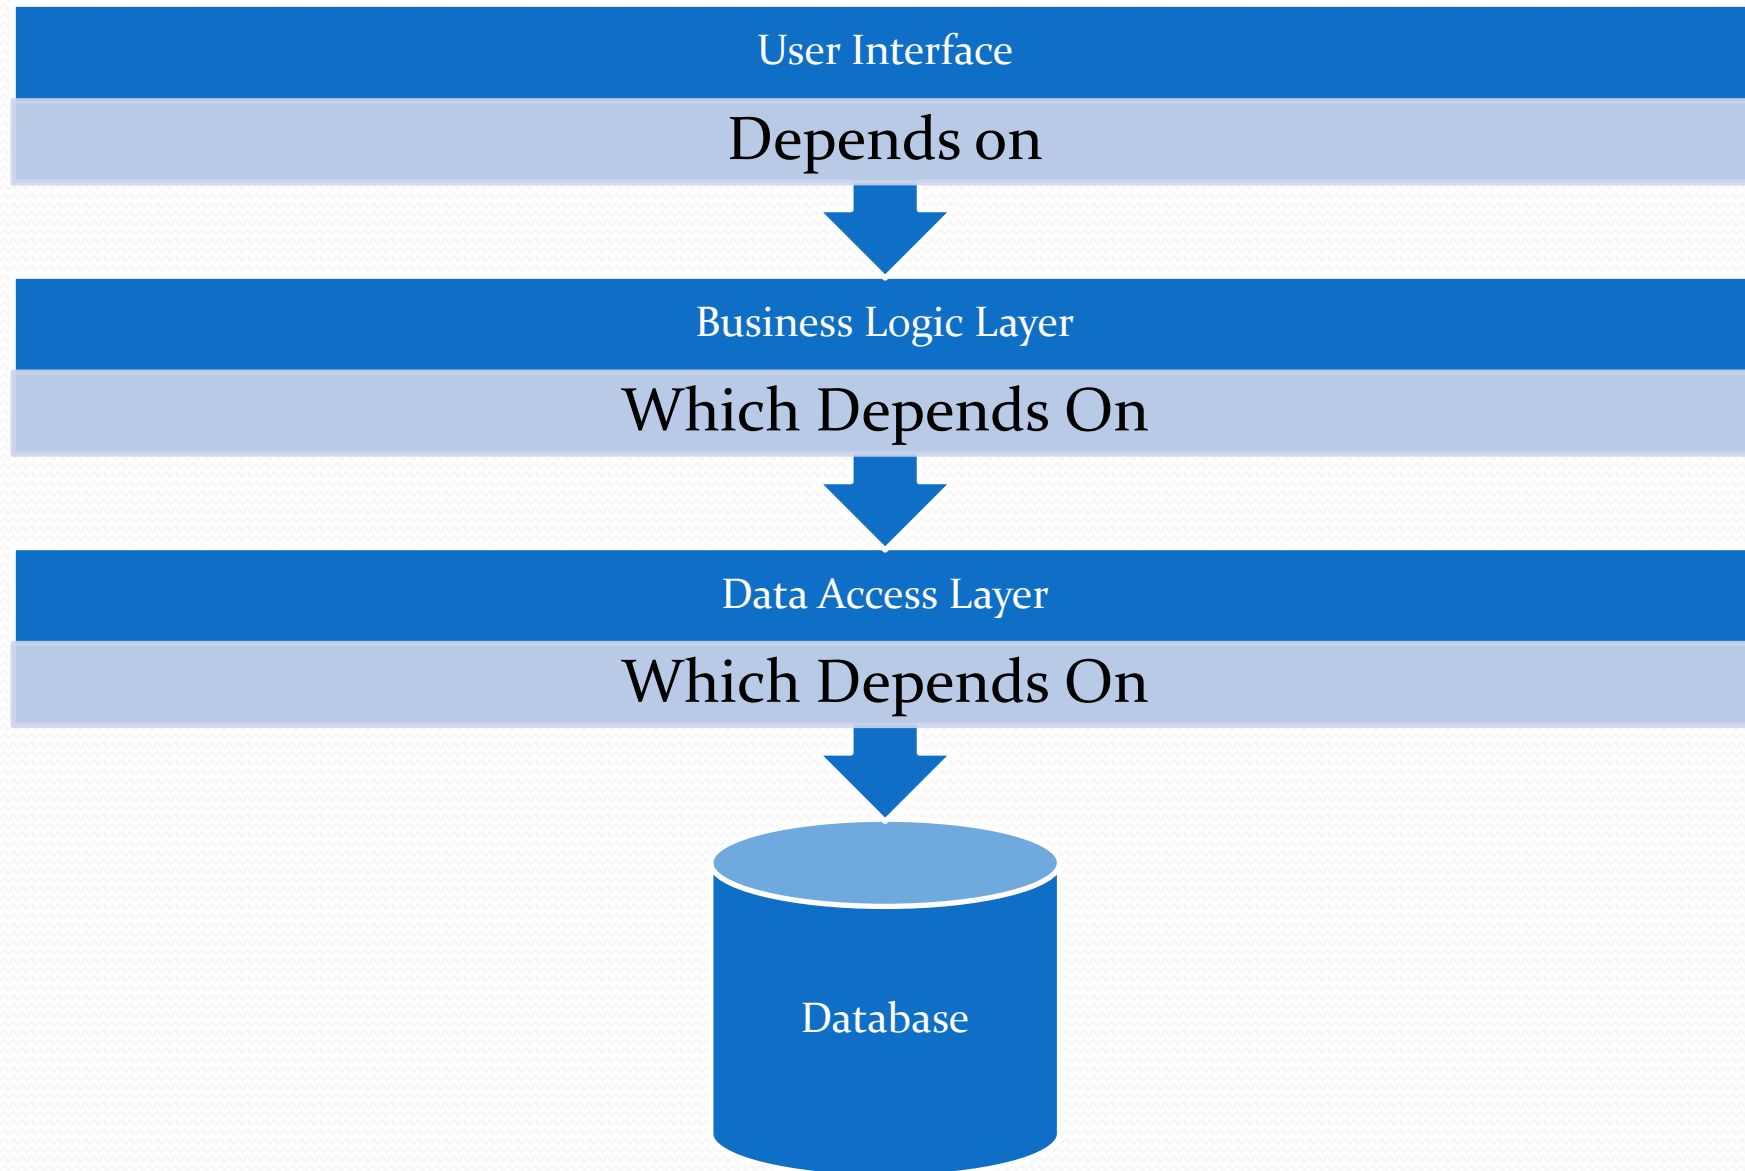 User Interface
Depends on
Business Logic Layer
Which Depends On
Data Access Layer
Which Depends On
Database